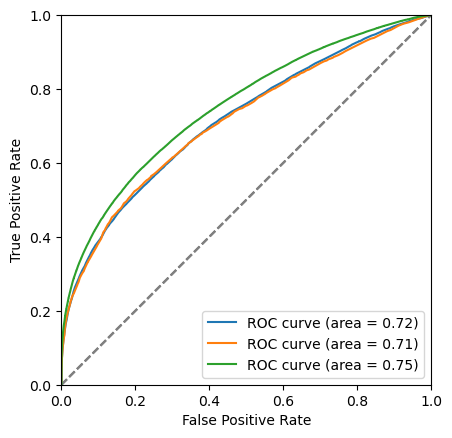 1.0
0.8
0.6
0.4
0.2
0.0
True Positive Rate
ROC curve (area = 0.72)
ROC curve (area = 0.71)
ROC curve (area = 0.75)
0.0 0.2 0.4 0.6 0.8 1.0
False Positive Rate